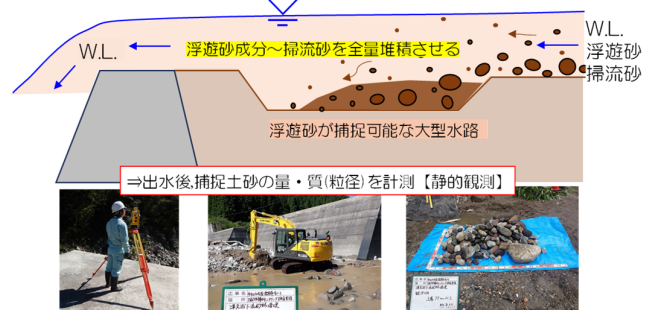 W.L.
浮遊砂成分～掃流砂を全量堆積させる
W.L.
浮遊砂
掃流砂
浮遊砂が捕捉可能な大型水路
⇒出水後,捕捉土砂の量・質(粒径)を計測【静的観測】